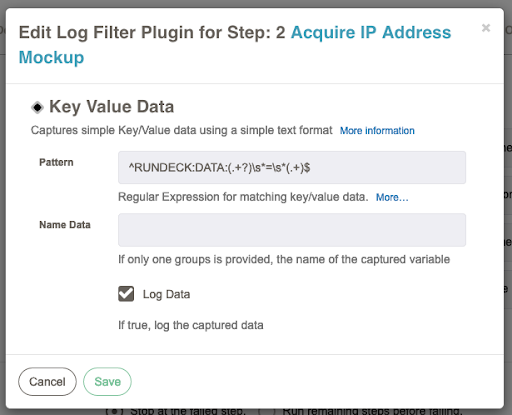 Edit Log Filter Plugin for Step: 2 Acquire IP Address
Mockup
×
Key Value Data
Captures simple Key/Value data using a simple text format More information
Pattern
^RUNDECK:DATA:(.+?)\s*=\s*(.+)$
Regular Expression for matching key/value data. More...
Name Data
If only one groups is provided, the name of the captured variable
Log Data
If true, log the captured data
Cancel Save
Stop at the failed step. Run remaining steps before failing.